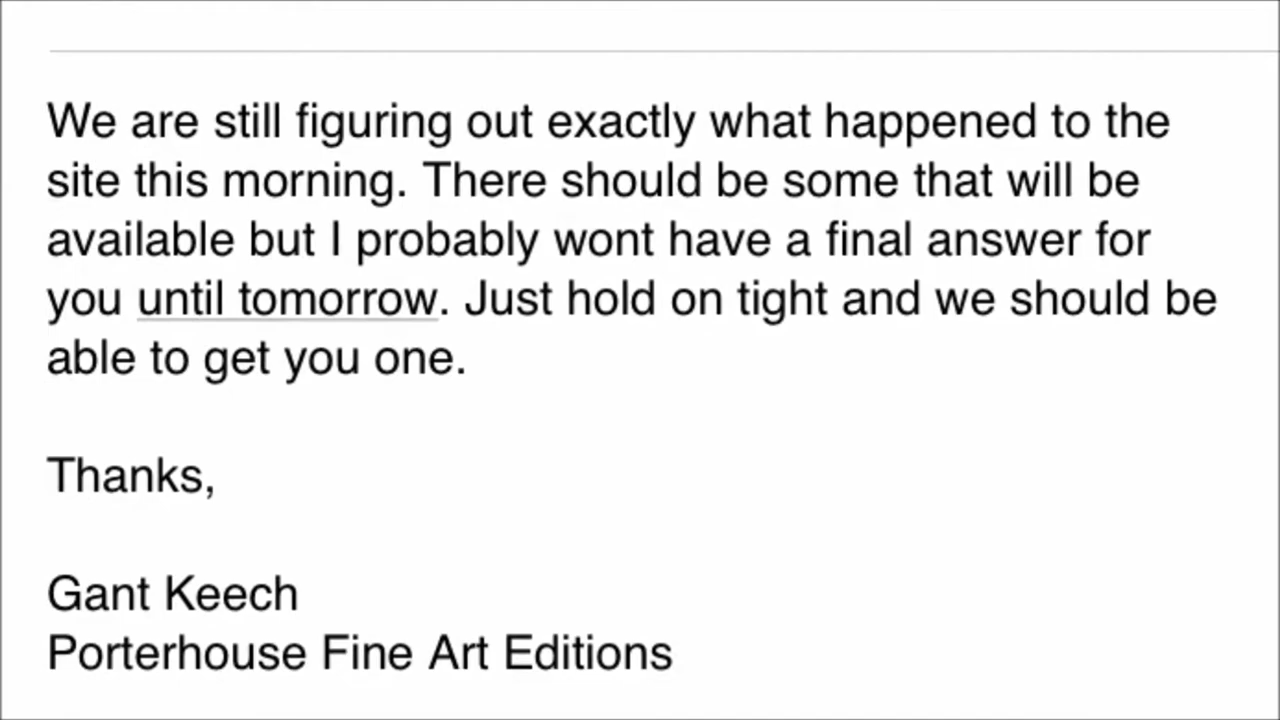 We are still figuring out exactly what happened to the
site this morning. There should be some that will be
available but I probably wont have a final answer for
you until tomorrow. Just hold on tight and we should be
able to get you one.
Thanks,
Gant Keech
Porterhouse Fine Art Editions